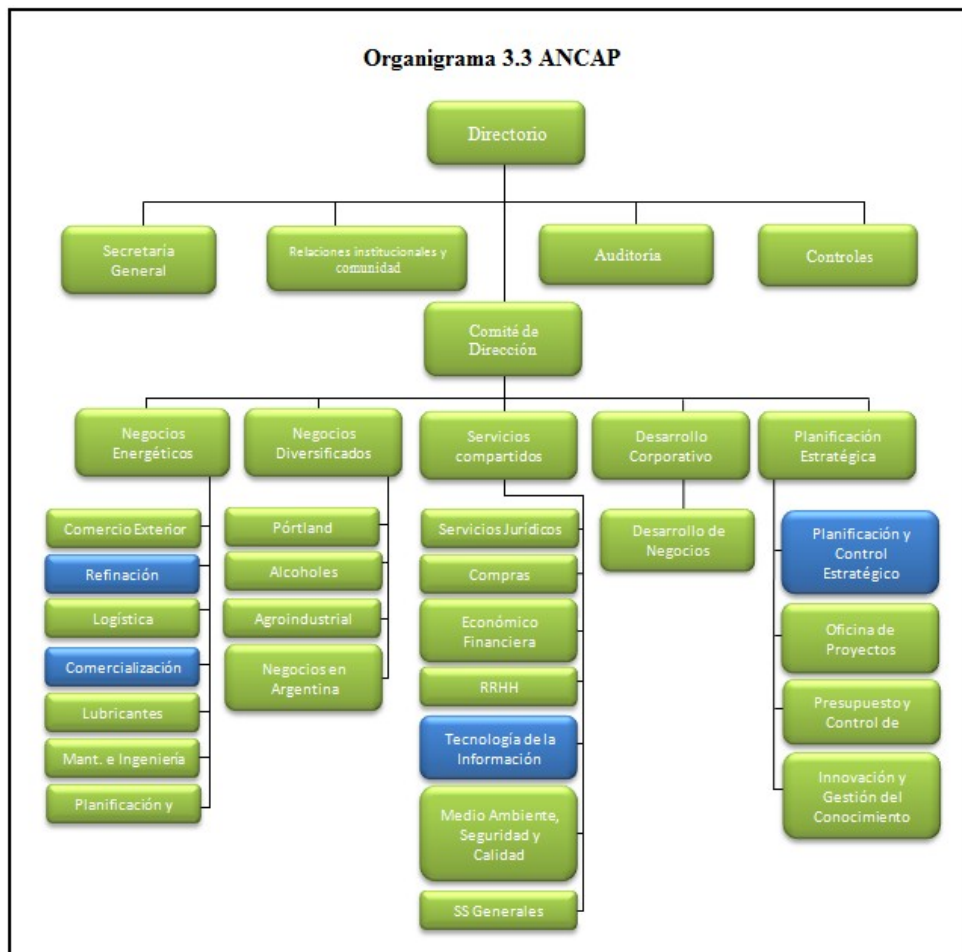 Organigrama 3.3 ANCAP
Directorio
Secretaría
General
Relaciones institucionales y
comunidad
Auditoría
Controles
Comité de
Dirección
Negocios
Energéticos
Negocios
Diversificados
Servicios
compartidos
Desarrollo
Corporativo
Planificación
Estratégica
Comercio Exterior
Refinación
Logística
Comercialización
Lubricantes
Mant. e Ingeniería
Planificación y
Pórtland
Alcoholes
Agroindustrial
Negocios en
Argentina
Servicios Jurídicos
Compras
Económico
Financiera
RRHH
Tecnología de la
Información
Medio Ambiente,
Seguridad y
Calidad
SS Generales
Desarrollo de
Negocios
Planificación y
Control
Estratégico
Oficina de
Proyectos
Presupuesto y
Control de
Innovación y
Gestión del
Conocimiento